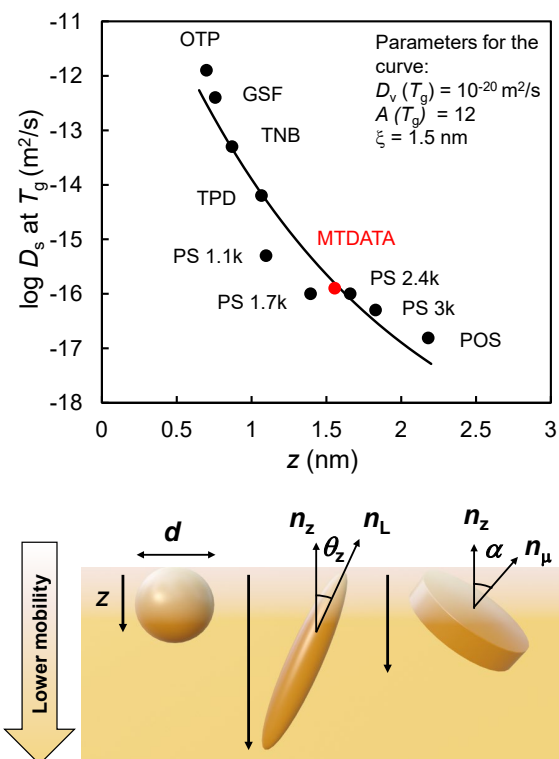 -11
-12
-13
-14
-15
-16
-17
-18
log Dₛ at T_g (m²/s)
OTP
GSF
TNB
TPD
PS 1.1k
PS 1.7k
MTDATA
PS 2.4k
PS 3k
POS
Parameters for the
curve:
Dᵥ (T_g) = 10⁻²⁰ m²/s
A (T_g) = 12
ξ = 1.5 nm
0 0.5 1 1.5 2 2.5 3
z (nm)
Lower mobility
z
d
n_z
θ_z
n_L
n_z
α
n_μ